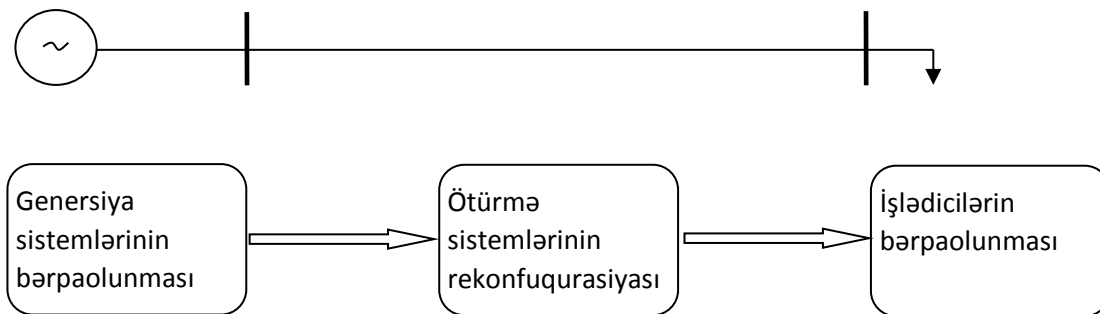 Genersiya
sistemlərinin
bərpaolunması
Ötürmə
sistemlərinin
rekonfuqurasiyası
İşlədicilərin
bərpaolunması